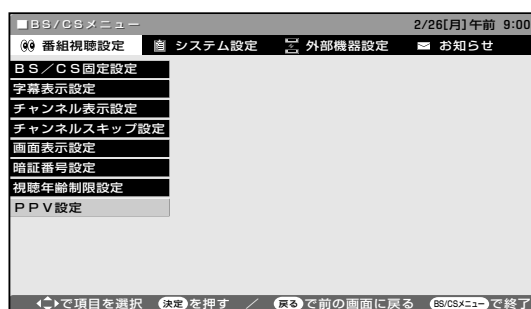 ■BS/CSメニュー 2/26[月]午前 9:00
番組視聴設定 システム設定 外部機器設定 お知らせ
BS/CS固定設定
字幕表示設定
チャンネル表示設定
チャンネルスキップ設定
画面表示設定
暗証番号設定
視聴年齢制限設定
PPV設定
で項目を選択 決定を押す / 戻るで前の画面に戻る BS/CSメニューで終了